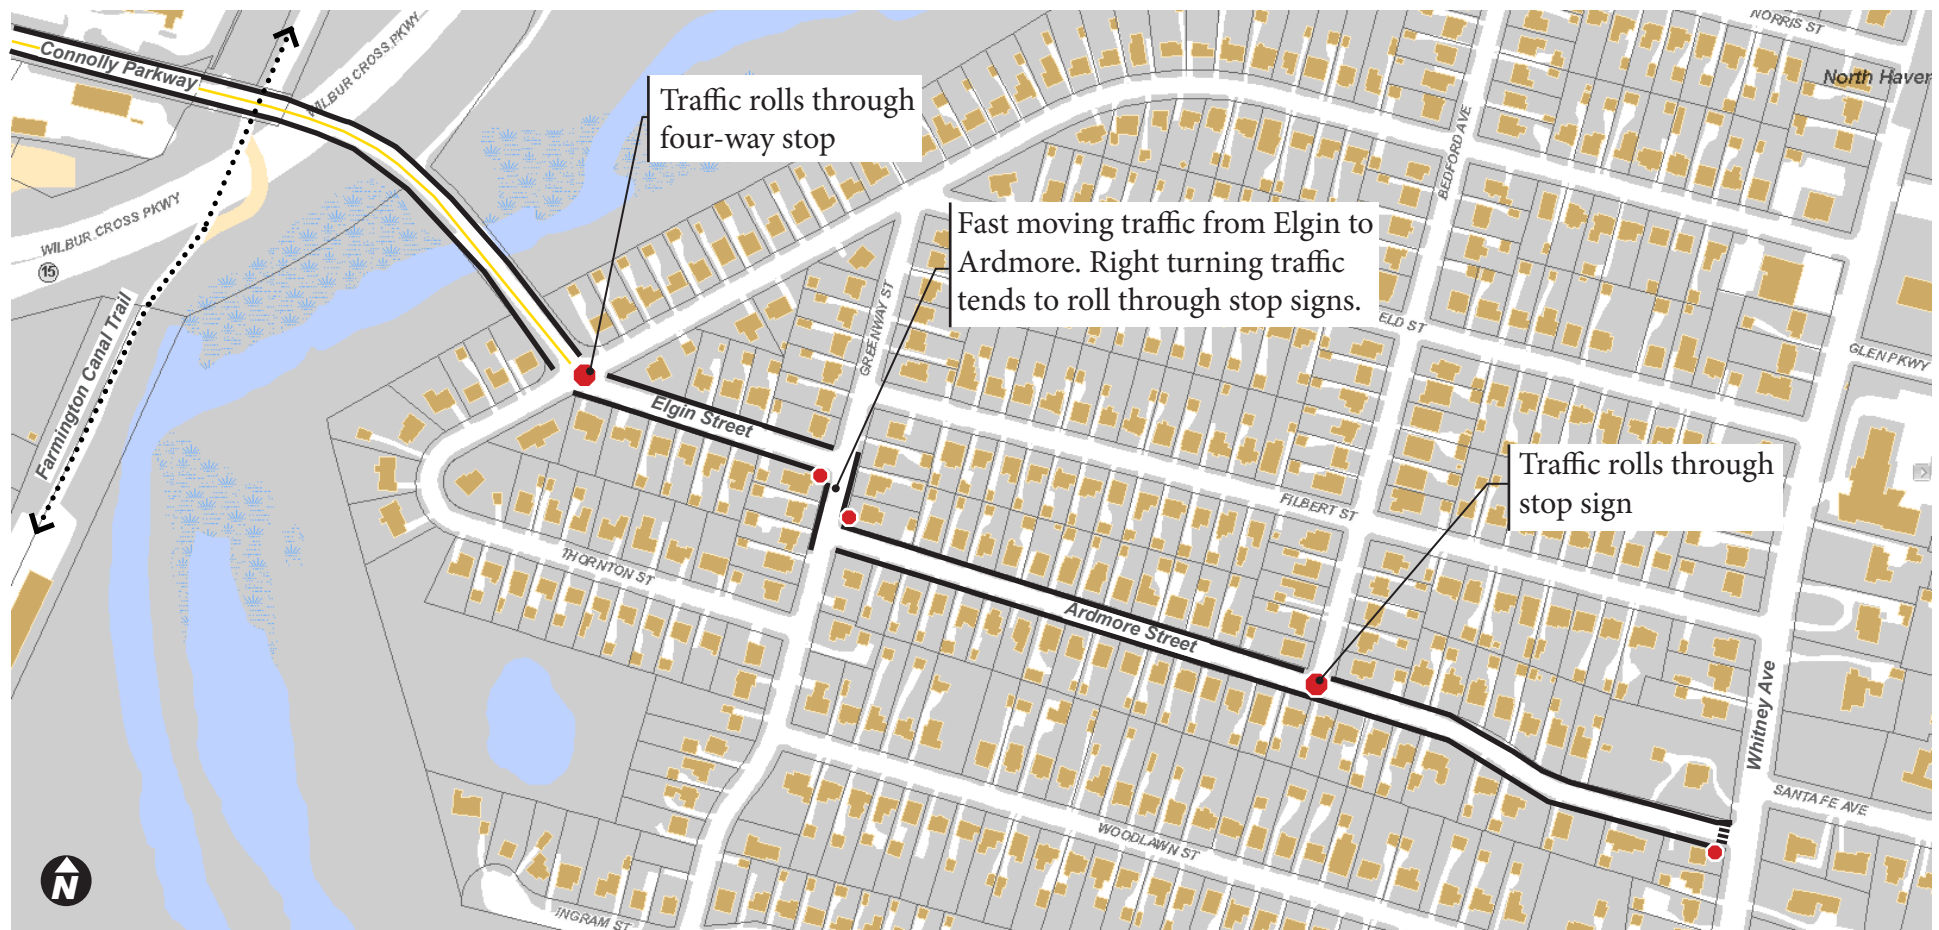 NORRIS ST
Connolly Parkway
WILBUR CROSS PKWY
North Haven
Traffic rolls through
four-way stop
BEDFORD AVE
WILBUR CROSS PKWY
15
Fast moving traffic from Elgin to
Ardmore. Right turning traffic
tends to roll through stop signs.
GREENWAY ST
ELD ST
GLEN PKWY
Farmington Canal Trail
Elgin Street
Traffic rolls through
stop sign
FILBERT ST
THORNTON ST
Ardmore Street
Whitney Ave
SANTA FE AVE
WOODLAWN ST
N
INGRAM ST